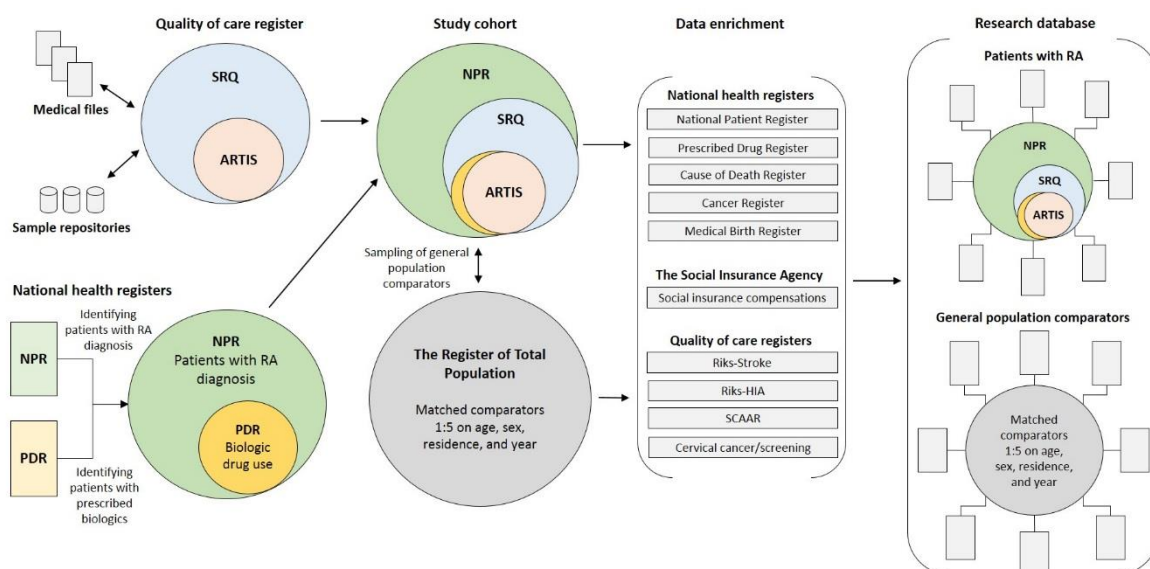 Quality of care register
Study cohort
Data enrichment
Research database
Medical files
Sample repositories
SRQ
ARTIS
NPR
SRQ
ARTIS
Sampling of general
population
comparators
National health registers
NPR
PDR
Identifying
patients with RA
diagnosis
Identifying
patients with
prescribed
biologics
NPR
Patients with RA
diagnosis
PDR
Biologic
drug use
The Register of Total
Population
Matched comparators
1:5 on age, sex,
residence, and year
National health registers
National Patient Register
Prescribed Drug Register
Cause of Death Register
Cancer Register
Medical Birth Register
The Social Insurance Agency
Social insurance compensations
Quality of care registers
Riks-Stroke
Riks-HIA
SCAAR
Cervical cancer/screening
Patients with RA
NPR
SRQ
ARTIS
General population comparators
Matched
comparators
1:5 on age,
sex, residence,
and year